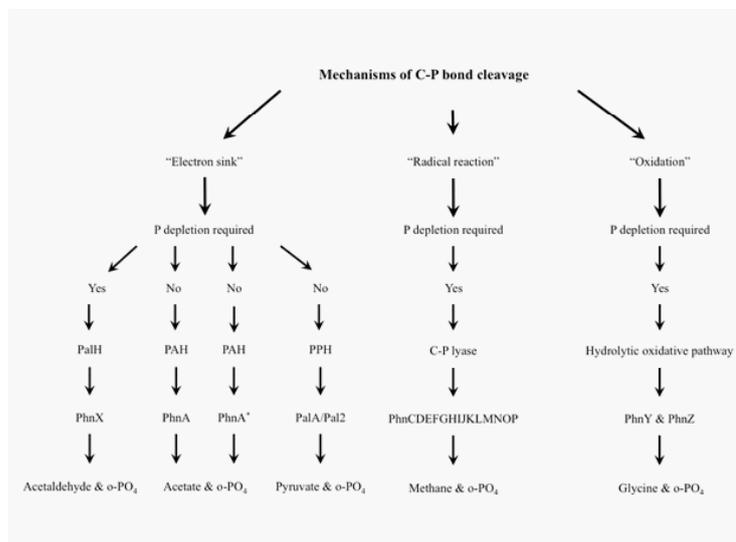 Mechanisms of C-P bond cleavage
“Electron sink” “Radical reaction” “Oxidation”
P depletion required P depletion required P depletion required
Yes No No No Yes Yes
PalH PAH PAH PPH C-P lyase Hydrolytic oxidative pathway
PhnX PhnA PhnA* PalA/Pal2 PhnCDEFGHIJKLMNOP PhnY & PhnZ
Acetaldehyde & o-PO₄ Acetate & o-PO₄ Pyruvate & o-PO₄ Methane & o-PO₄ Glycine & o-PO₄